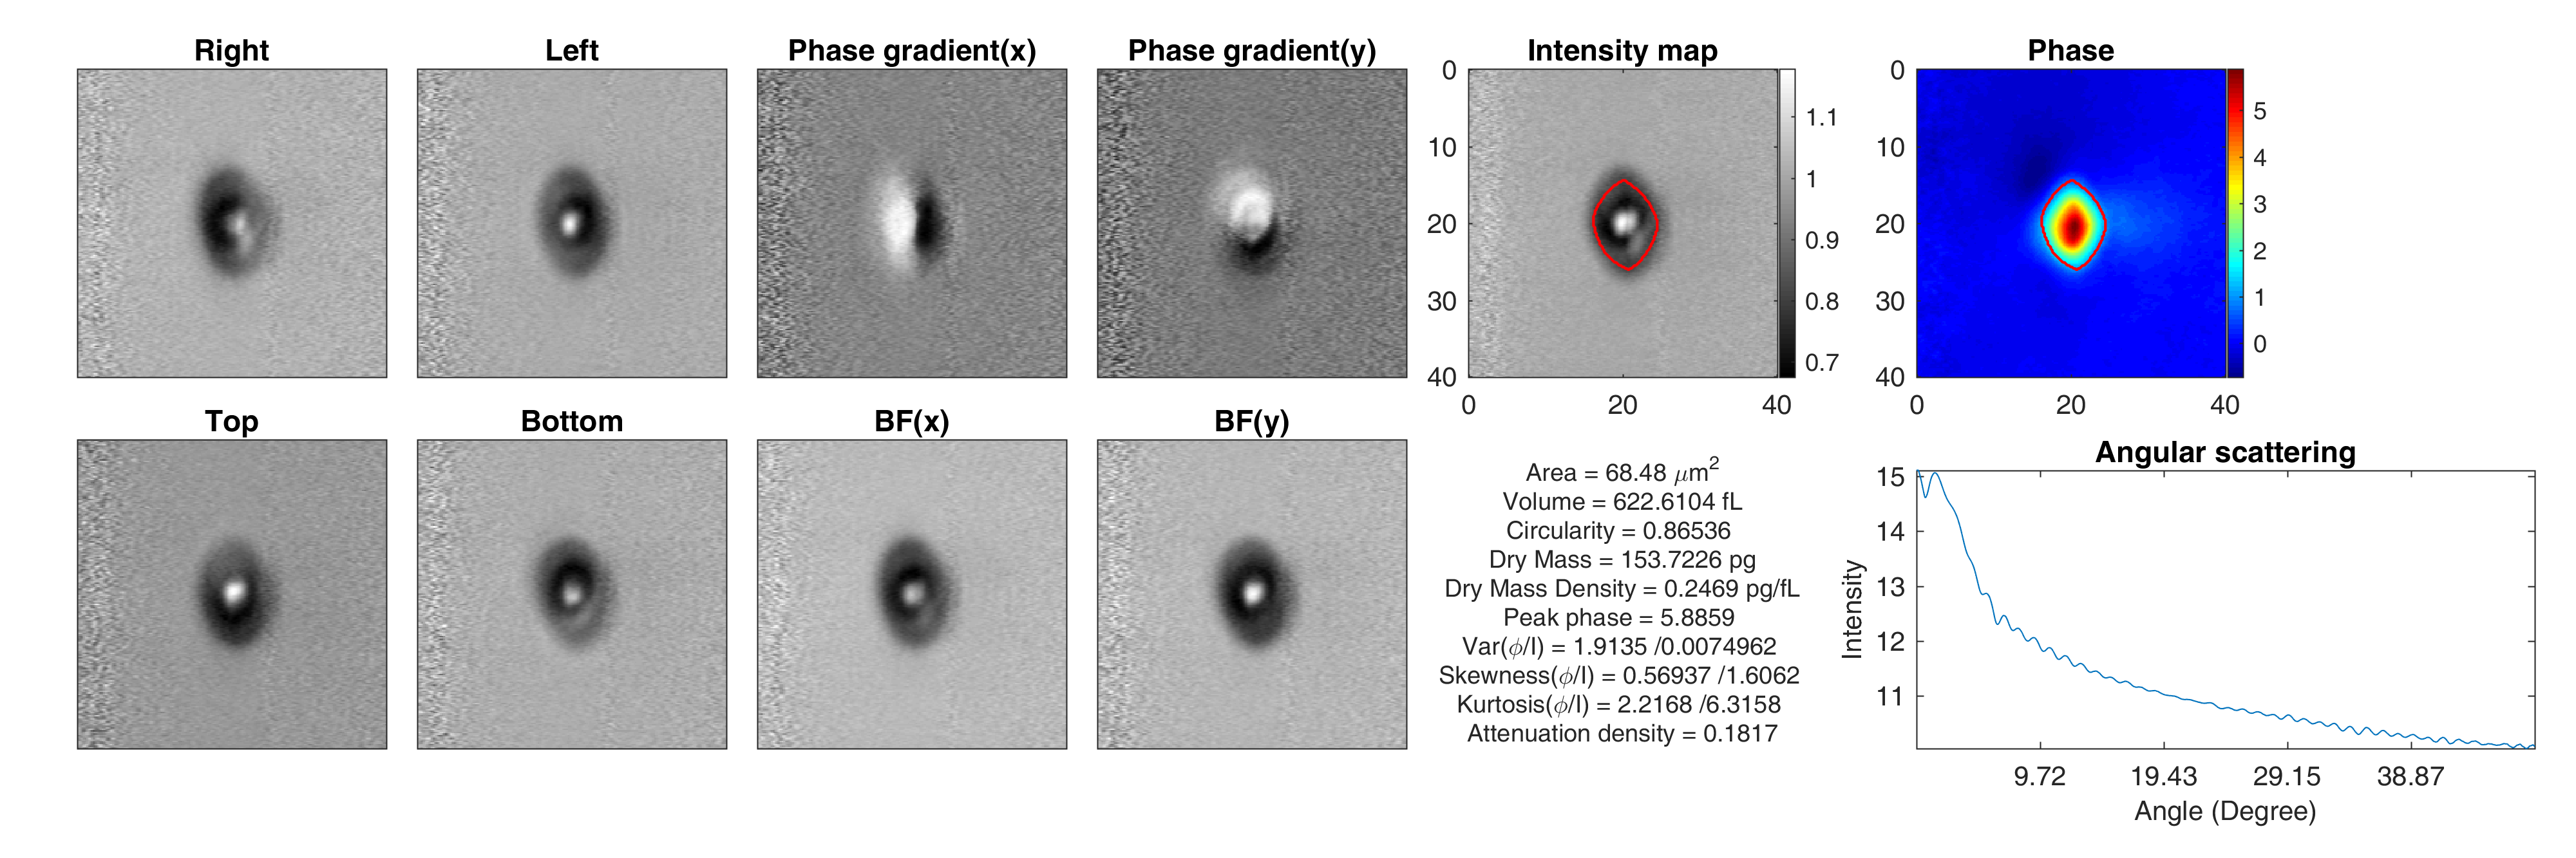 Right
Left
Phase gradient(x)
Phase gradient(y)
Intensity map
0
10
20
30
40
0
20
40
1.1
1
0.9
0.8
0.7
Phase
0
10
20
30
40
0
20
40
5
4
3
2
1
0
Top
Bottom
BF(x)
BF(y)
Area = 68.48 μm²
Volume = 622.6104 fL
Circularity = 0.86536
Dry Mass = 153.7226 pg
Dry Mass Density = 0.2469 pg/fL
Peak phase = 5.8859
Var(ϕ/I) = 1.9135 /0.0074962
Skewness(ϕ/I) = 0.56937 /1.6062
Kurtosis(ϕ/I) = 2.2168 /6.3158
Attenuation density = 0.1817
Angular scattering
Intensity
15
14
13
12
11
9.72
19.43
29.15
38.87
Angle (Degree)